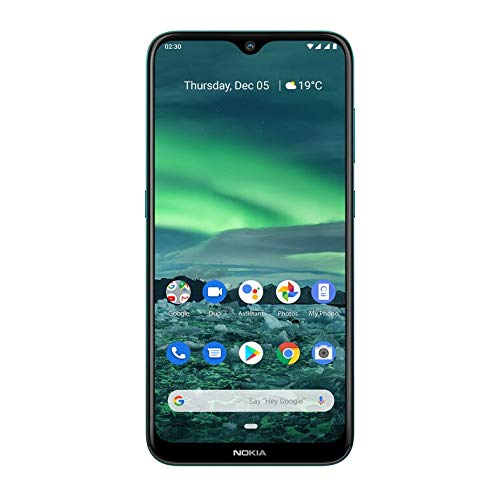 02:30
Thursday, Dec 05 19°C
Google Duo Assistant Photos My Phone
Say "Hey Google"
NOKIA